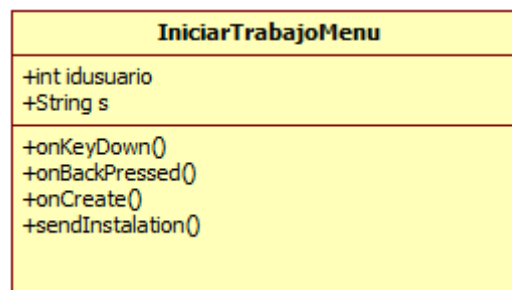 IniciarTrabajoMenu
+int idusuario
+String s
+onKeyDown()
+onBackPressed()
+onCreate()
+sendInstalation()